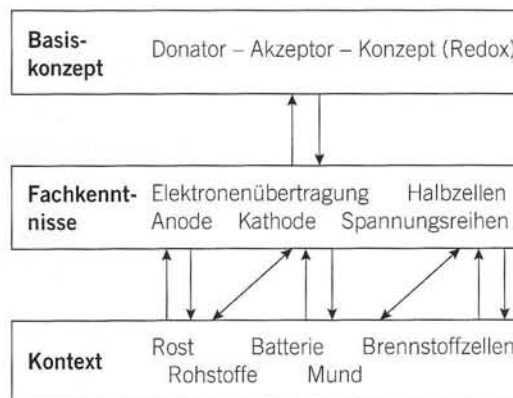 Basis-
konzept
Donator – Akzeptor – Konzept (Redox)
Fachkennt-
nisse
Elektronenübertragung Halbzellen
Anode Kathode Spannungsreihen
Kontext
Rost Batterie Brennstoffzellen
Rohstoffe Mund